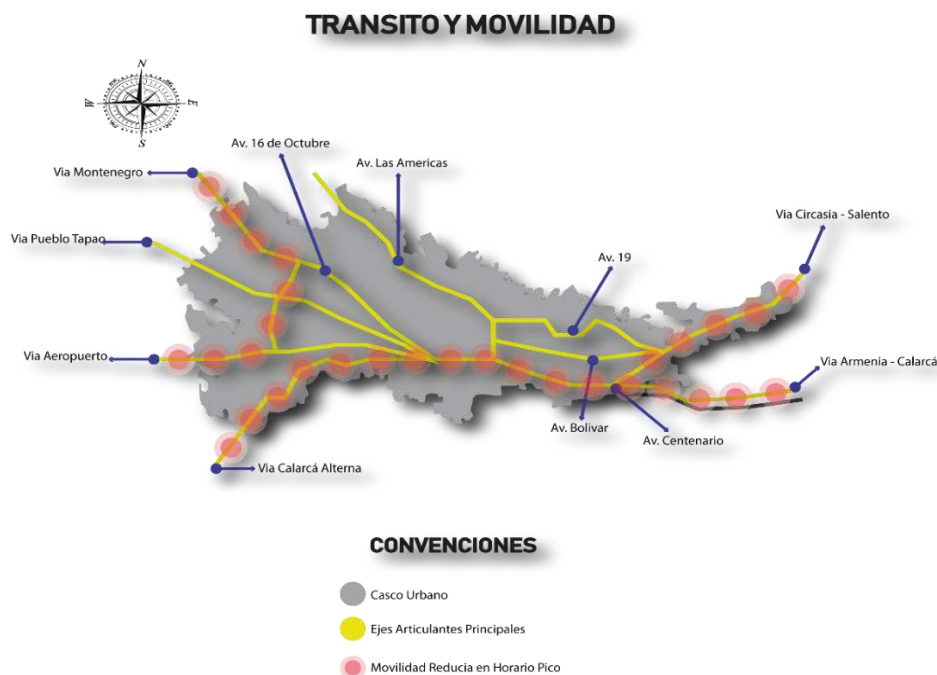 TRANSITO Y MOVILIDAD
N
W
E
S
Av. 16 de Octubre
Via Montenegro
Av. Las Americas
Via Circasia - Salento
Via Pueblo Tapao
Av. 19
Via Aeropuerto
Via Armenia - Calarcá
Av. Bolivar
Av. Centenario
Via Calarcá Alterna
CONVENCIONES
Casco Urbano
Ejes Articulantes Principales
Movilidad Reducia en Horario Pico